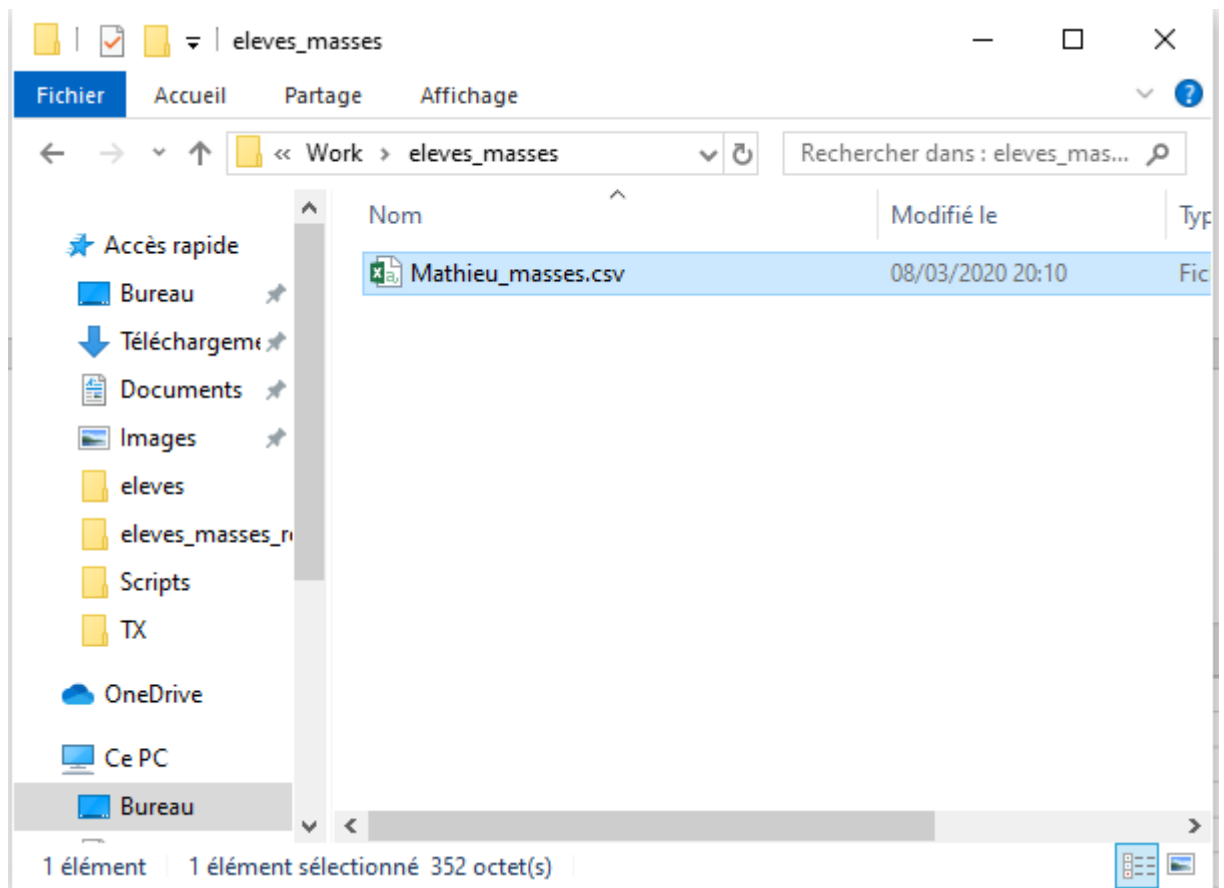 eleves_masses
Fichier Accueil Partage Affichage
« Work > eleves_masses
Rechercher dans : eleves_mas...
Nom Modifié le Typ
Mathieu_masses.csv 08/03/2020 20:10 Fic
Accès rapide
Bureau
Téléchargeme
Documents
Images
eleves
eleves_masses_r
Scripts
TX
OneDrive
Ce PC
Bureau
1 élément 1 élément sélectionné 352 octet(s)